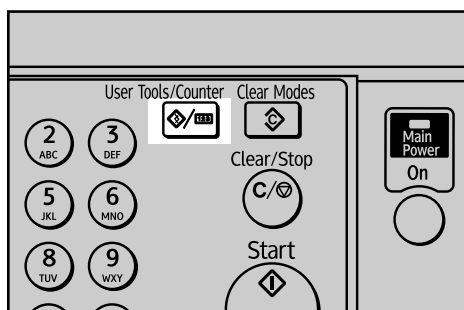 User Tools/Counter Clear Modes
123 C
2 3
ABC DEF
Main
Power
On
Clear/Stop
5 6
JKL MNO
C/
8 9
TUV WXY
Start